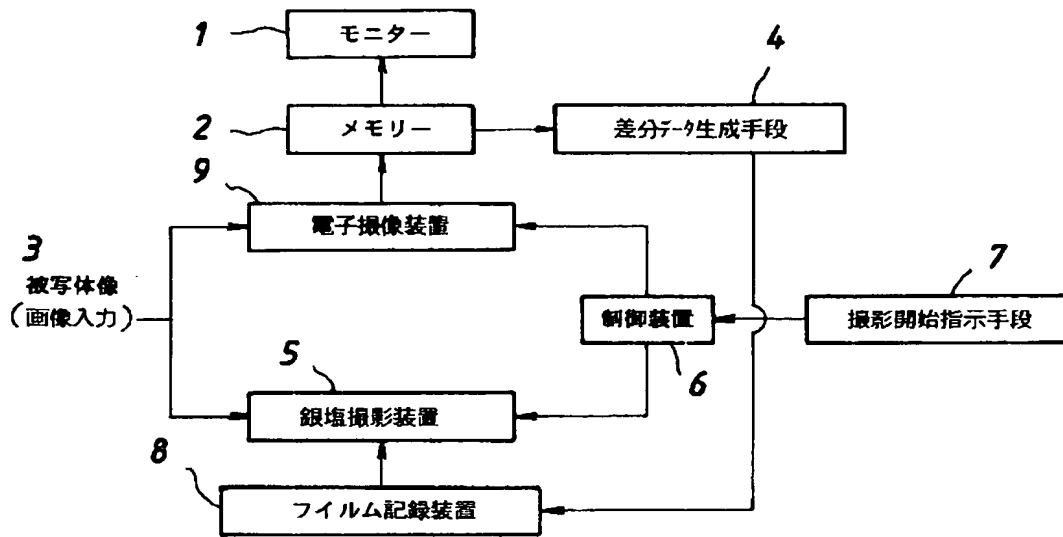 1
モニター
4
2
メモリー
差分データ生成手段
9
電子撮像装置
3
被写体像
(画像入力)
7
制御装置
撮影開始指示手段
6
5
銀塩撮影装置
8
フイルム記録装置